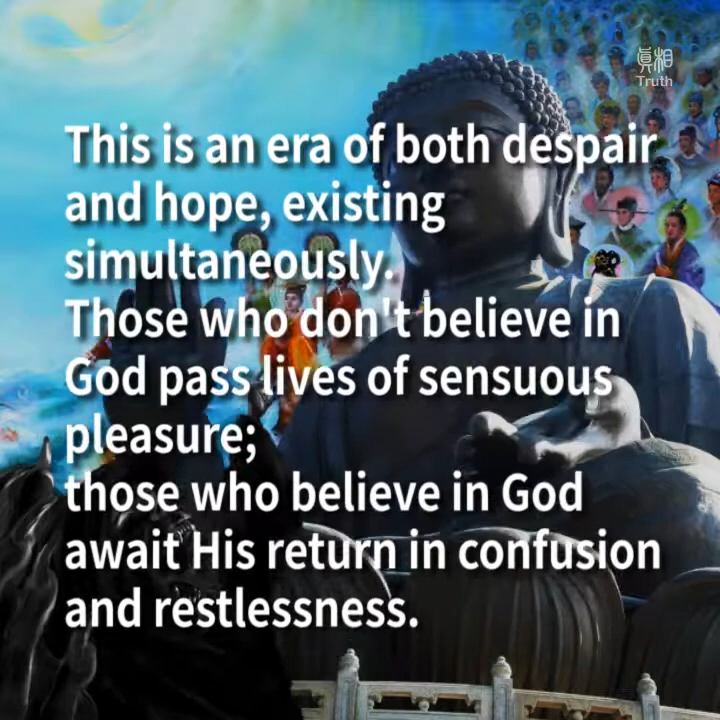 真相
Truth
This is an era of both despair
and hope, existing
simultaneously.
Those who don't believe in
God pass lives of sensuous
pleasure;
those who believe in God
await His return in confusion
and restlessness.